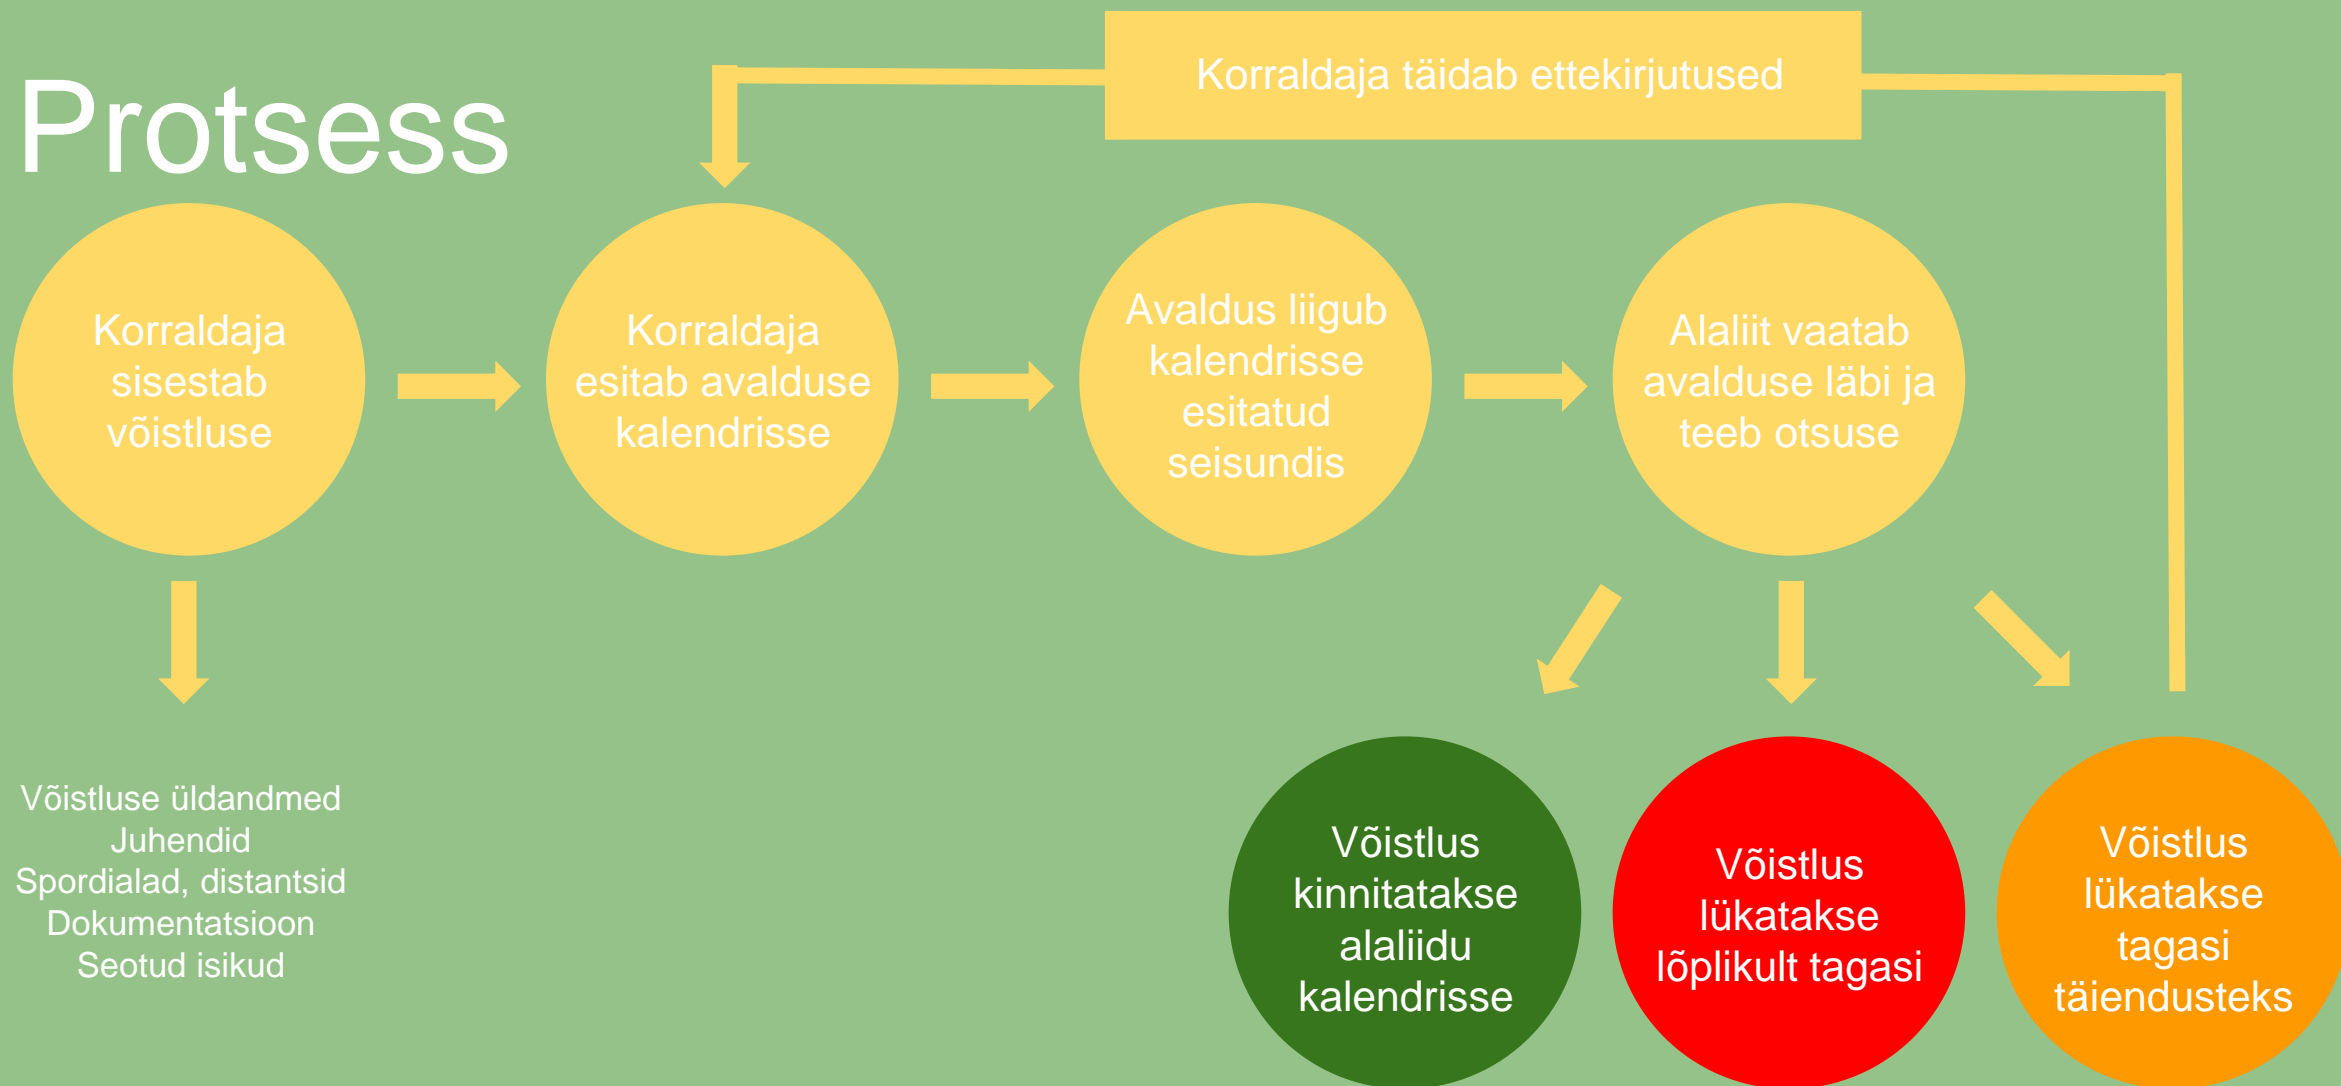 Korraldaja täidab ettekirjutused
Protsess
Korraldaja
sisestab
võistluse
Korraldaja
esitab avalduse
kalendrisse
Avaldus liigub
kalendrisse
esitatud
seisundis
Alaliit vaatab
avalduse läbi ja
teeb otsuse
Võistluse üldandmed
Juhendid
Spordialad, distantsid
Dokumentatsioon
Seotud isikud
Võistlus
kinnitatakse
alaliidu
kalendrisse
Võistlus
lükatakse
lõplikult tagasi
Võistlus
lükatakse
tagasi
täiendusteks